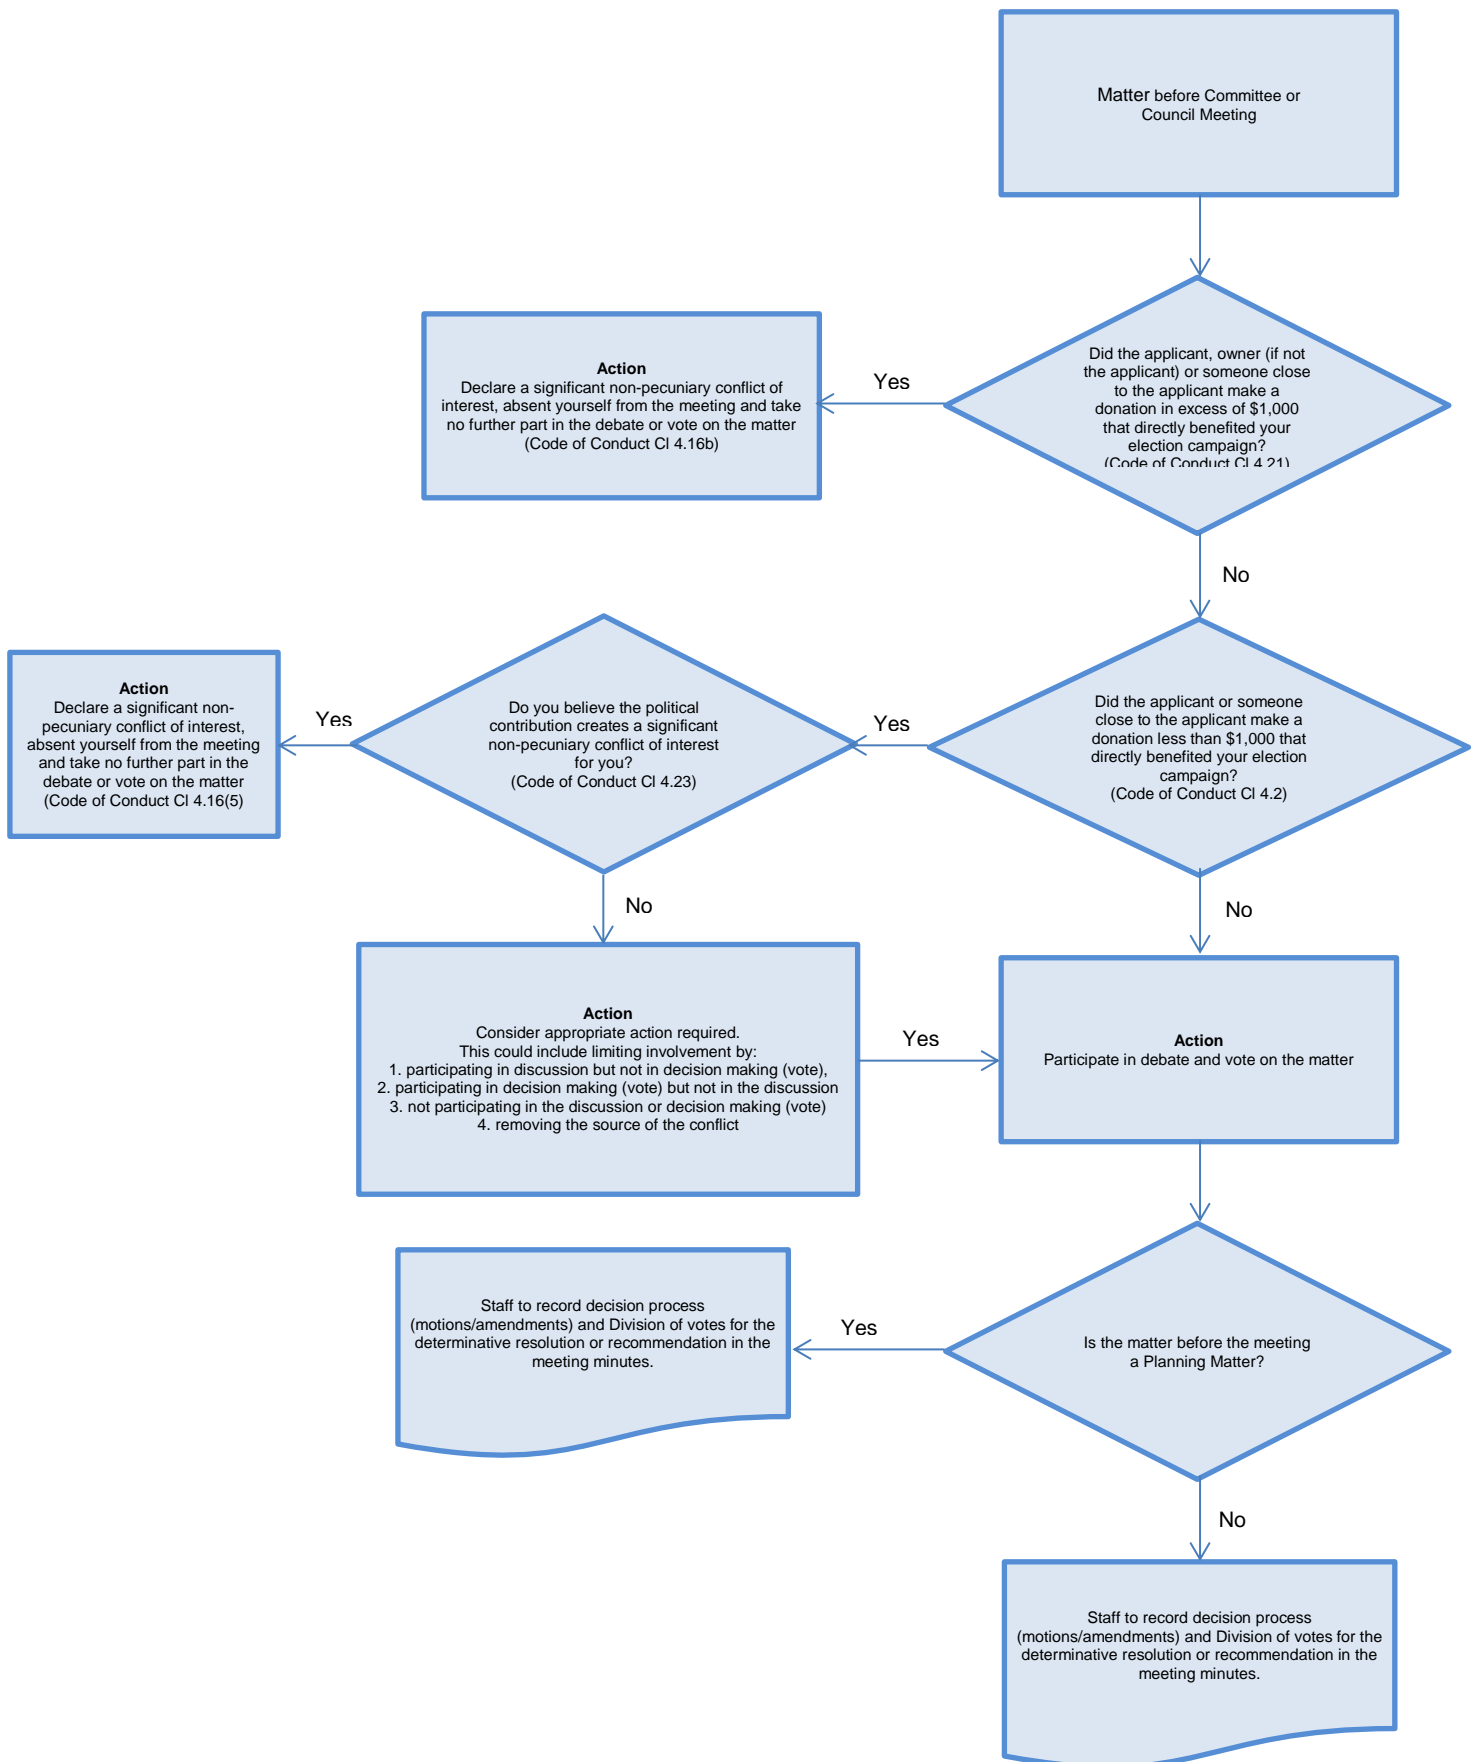 Matter before Committee or
Council Meeting
Did the applicant, owner (if not
the applicant) or someone close
to the applicant make a
donation in excess of $1,000
that directly benefited your
election campaign?
(Code of Conduct Cl 4.21)
Yes
Action
Declare a significant non-pecuniary conflict of
interest, absent yourself from the meeting and take
no further part in the debate or vote on the matter
(Code of Conduct Cl 4.16b)
No
Did the applicant or someone
close to the applicant make a
donation less than $1,000 that
directly benefited your election
campaign?
(Code of Conduct Cl 4.2)
Yes
Do you believe the political
contribution creates a significant
non-pecuniary conflict of interest
for you?
(Code of Conduct Cl 4.23)
Yes
Action
Declare a significant non-
pecuniary conflict of interest,
absent yourself from the meeting
and take no further part in the
debate or vote on the matter
(Code of Conduct Cl 4.16(5)
No
No
Action
Consider appropriate action required.
This could include limiting involvement by:
1. participating in discussion but not in decision making (vote),
2. participating in decision making (vote) but not in the discussion
3. not participating in the discussion or decision making (vote)
4. removing the source of the conflict
Yes
Action
Participate in debate and vote on the matter
Is the matter before the meeting
a Planning Matter?
Yes
Staff to record decision process
(motions/amendments) and Division of votes for the
determinative resolution or recommendation in the
meeting minutes.
No
Staff to record decision process
(motions/amendments) and Division of votes for the
determinative resolution or recommendation in the
meeting minutes.